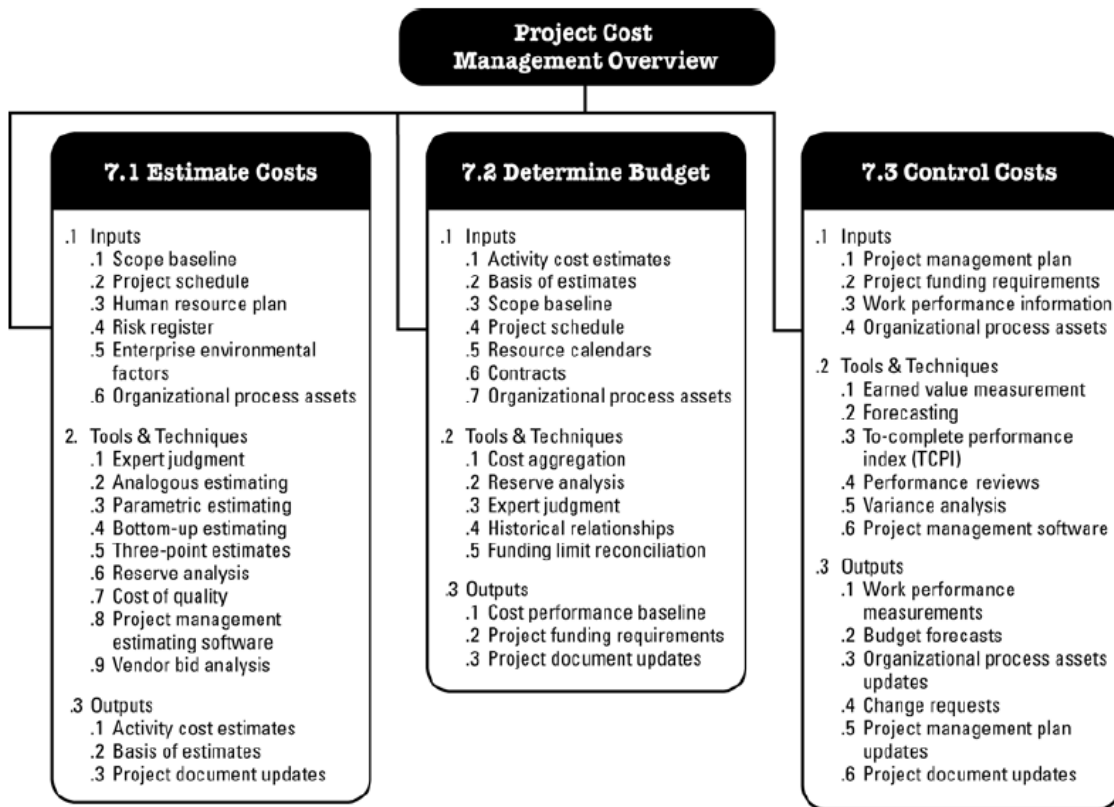 Project Cost
Management Overview
7.1 Estimate Costs
.1 Inputs
.1 Scope baseline
.2 Project schedule
.3 Human resource plan
.4 Risk register
.5 Enterprise environmental
factors
.6 Organizational process assets
2. Tools & Techniques
.1 Expert judgment
.2 Analogous estimating
.3 Parametric estimating
.4 Bottom-up estimating
.5 Three-point estimates
.6 Reserve analysis
.7 Cost of quality
.8 Project management
estimating software
.9 Vendor bid analysis
.3 Outputs
.1 Activity cost estimates
.2 Basis of estimates
.3 Project document updates
7.2 Determine Budget
.1 Inputs
.1 Activity cost estimates
.2 Basis of estimates
.3 Scope baseline
.4 Project schedule
.5 Resource calendars
.6 Contracts
.7 Organizational process assets
.2 Tools & Techniques
.1 Cost aggregation
.2 Reserve analysis
.3 Expert judgment
.4 Historical relationships
.5 Funding limit reconciliation
.3 Outputs
.1 Cost performance baseline
.2 Project funding requirements
.3 Project document updates
7.3 Control Costs
.1 Inputs
.1 Project management plan
.2 Project funding requirements
.3 Work performance information
.4 Organizational process assets
.2 Tools & Techniques
.1 Earned value measurement
.2 Forecasting
.3 To-complete performance
index (TCPI)
.4 Performance reviews
.5 Variance analysis
.6 Project management software
.3 Outputs
.1 Work performance
measurements
.2 Budget forecasts
.3 Organizational process assets
updates
.4 Change requests
.5 Project management plan
updates
.6 Project document updates